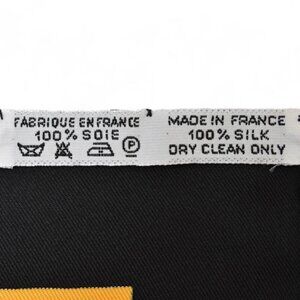 FABRIQUE EN FRANCE
100% SOIE
P
MADE IN FRANCE
100% SILK
DRY CLEAN ONLY